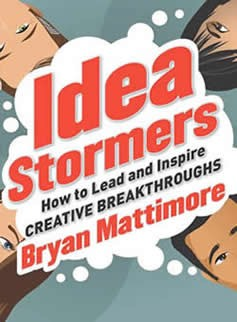 Idea
Stormers
How to Lead and Inspire
CREATIVE BREAKTHROUGHS
Bryan Mattimore